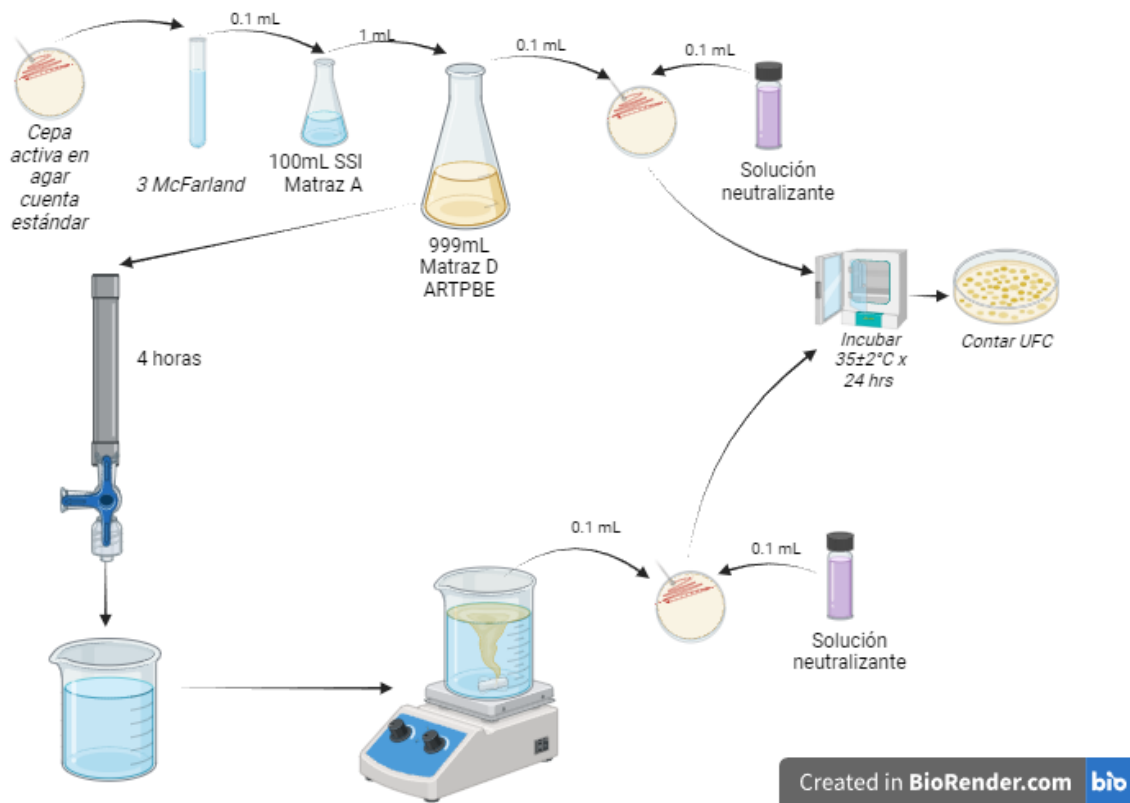 0.1 mL
1 mL
0.1 mL
0.1 mL
Cepa
activa en
agar
cuenta
estándar
3 McFarland
100mL SSI
Matraz A
999mL
Matraz D
ARTPBE
Solución
neutralizante
Incubar
35±2°C x
24 hrs
Contar UFC
4 horas
0.1 mL
0.1 mL
Solución
neutralizante
Created in BioRender.com bio